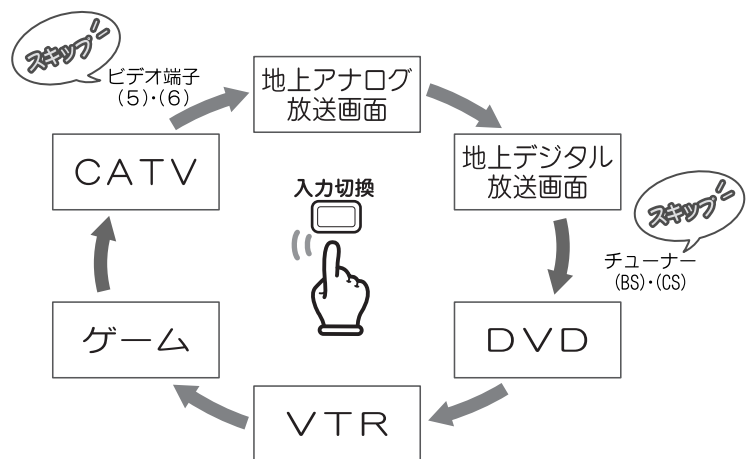 スキップ
ビデオ端子
(5)・(6)
地上アナログ
放送画面
地上デジタル
放送画面
スキップ
チューナー
(BS)・(CS)
DVD
VTR
ゲーム
CATV
入力切換